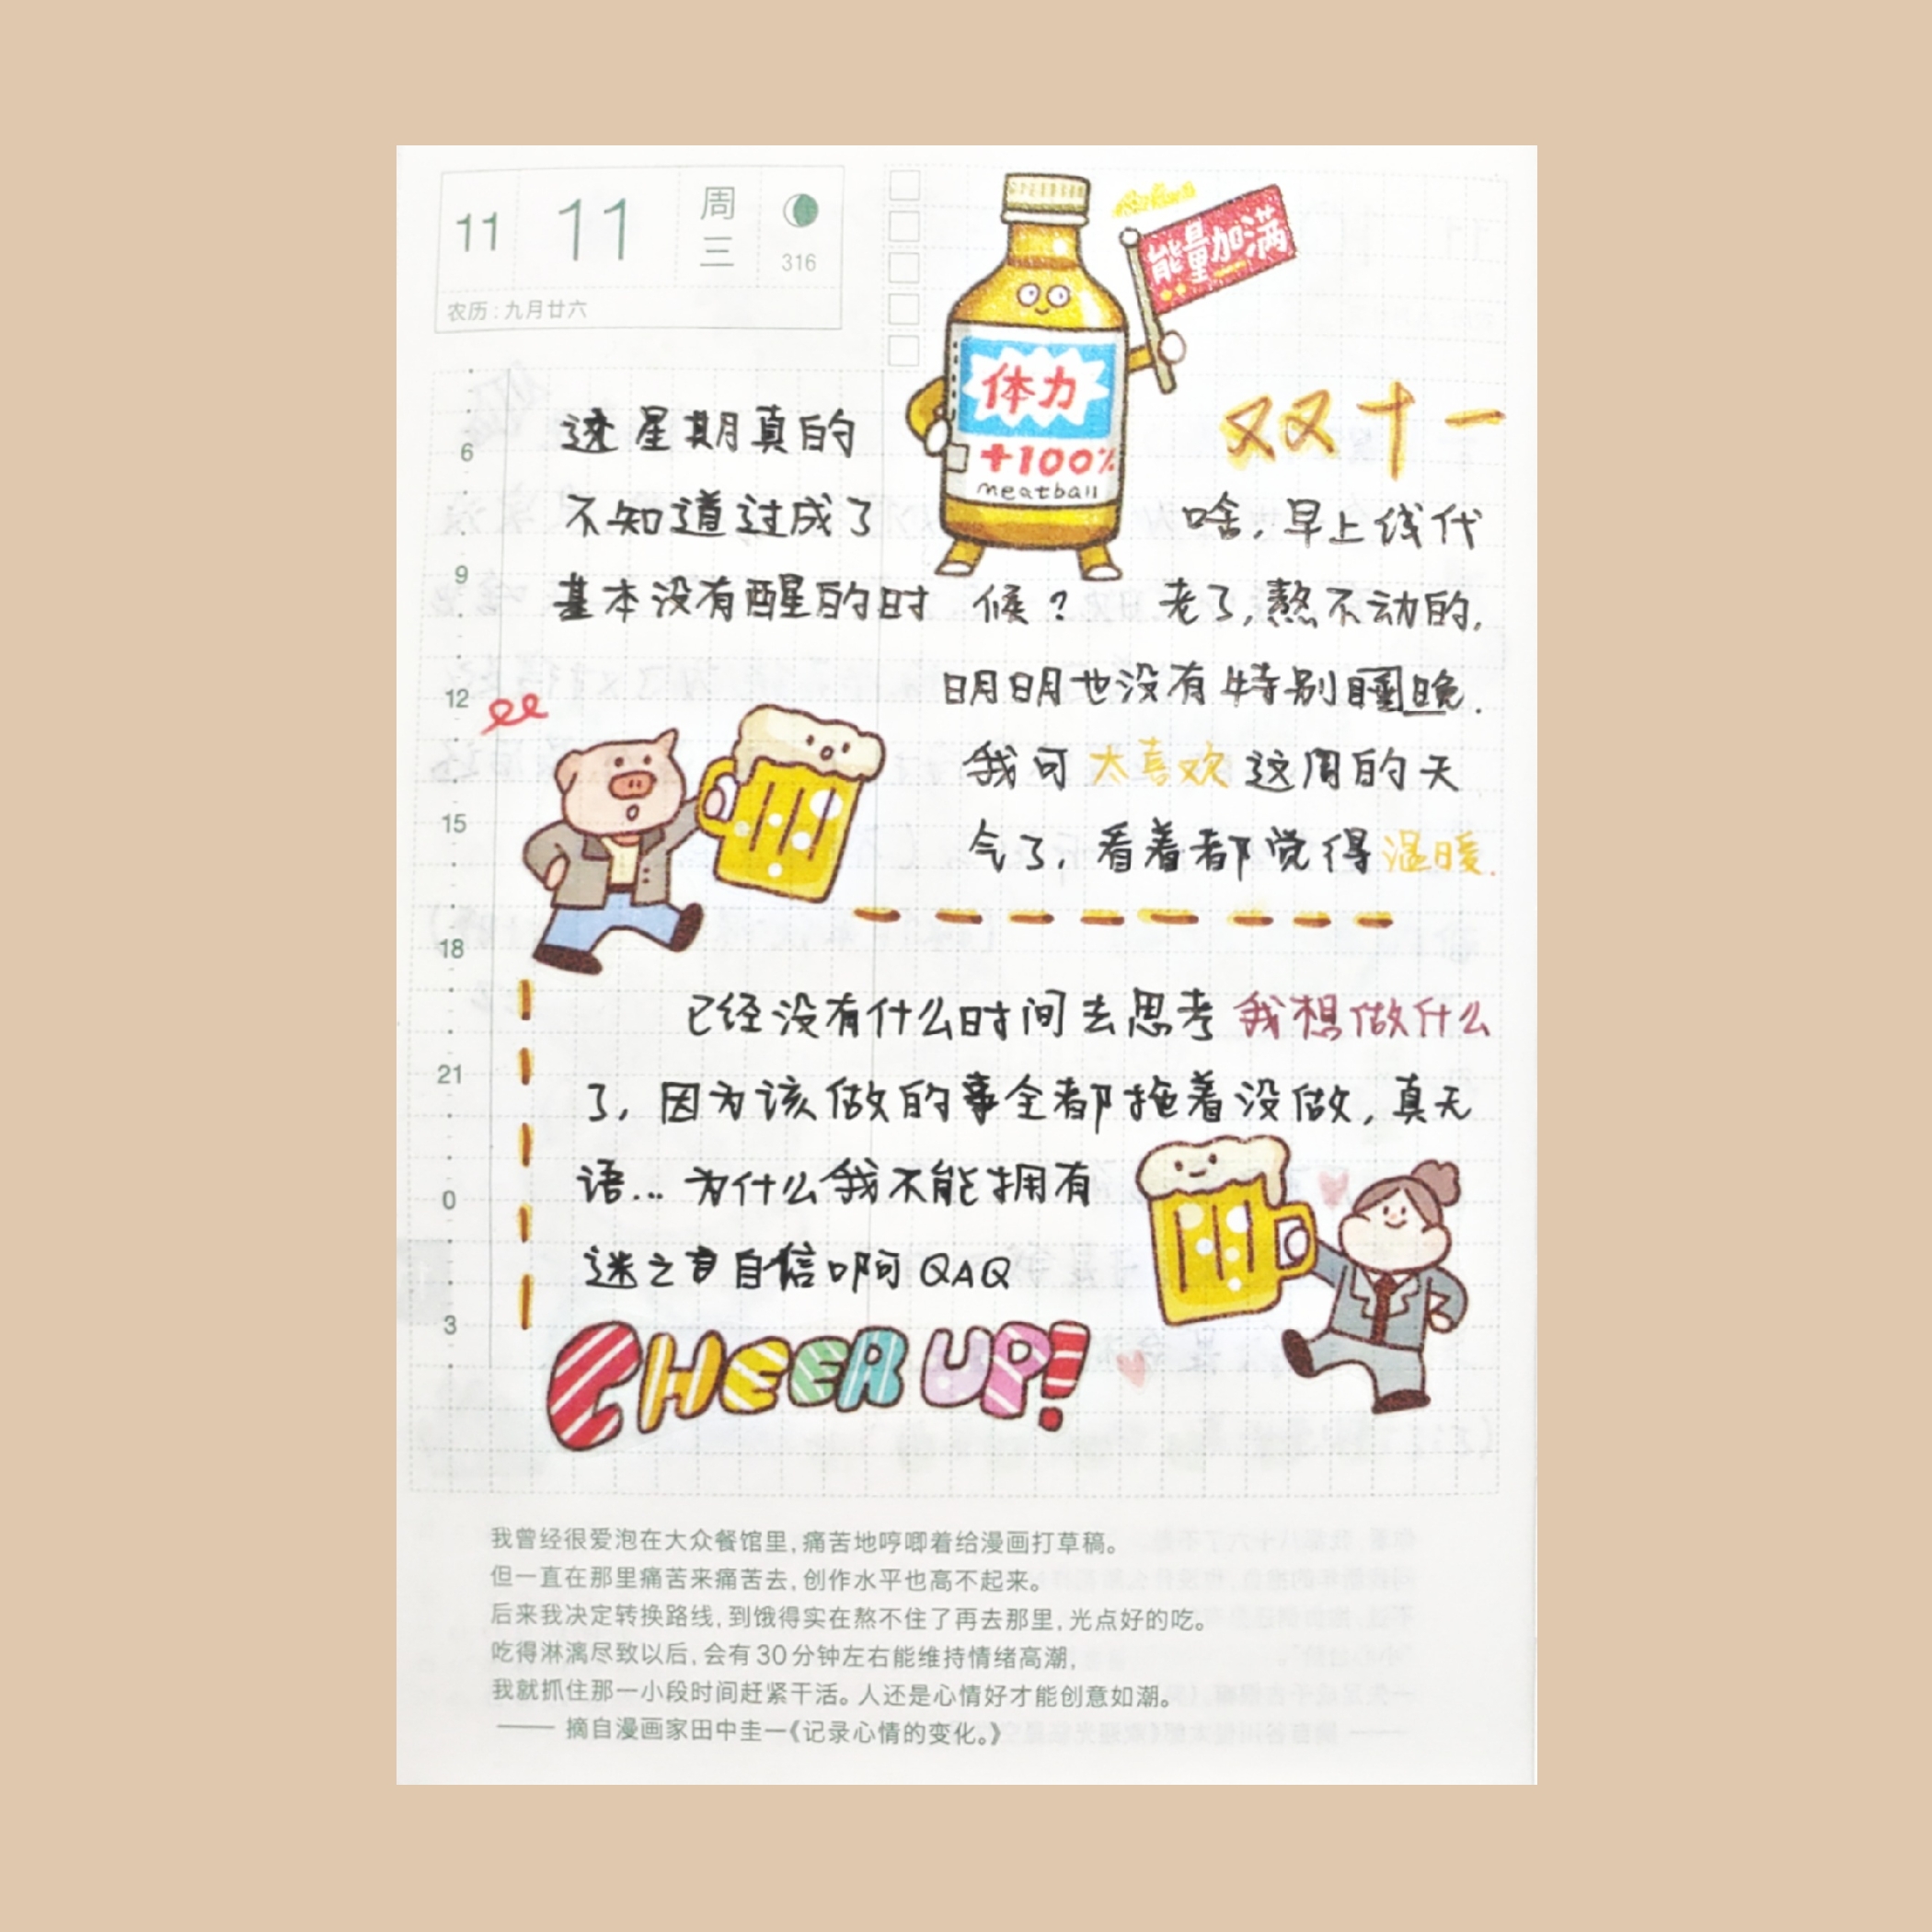 11 11 周三
316
农历:九月廿六
能量加满
体力
+100%
meatball
双十一
这星期真的
不知道过成了啥,早上线代
基本没有醒的时候? 老了,熬不动的,
明明也没有特别困晚.
我可太喜欢这周的天
气了,看着都觉得温暖.
已经没有什么时间去思考我想做什么
了,因为该做的事全都拖着没做,真无
语...为什么我不能拥有
迷之自信啊QAQ
CHEER UP!
6
9
12
15
18
21
0
3
我曾经很爱泡在大众餐馆里,痛苦地哼唧着给漫画打草稿。
但一直在那里痛苦来痛苦去,创作水平也高不起来。
后来我决定转换路线,到饿得实在熬不住了再去那里,光点好的吃。
吃得淋漓尽致以后,会有30分钟左右能维持情绪高潮,
我就抓住那一小段时间赶紧干活。人还是心情好才能创意如潮。
—— 摘自漫画家田中圭一《记录心情的变化。》